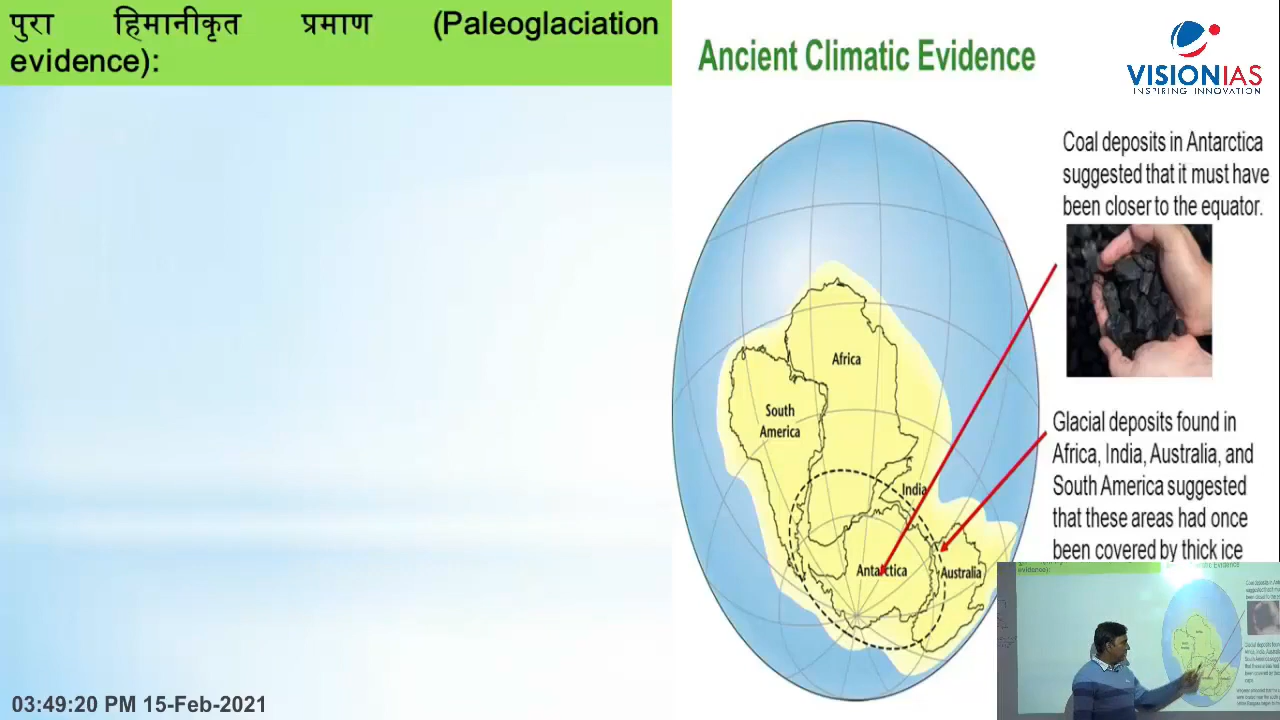 पुरा हिमानीकृत प्रमाण (Paleoglaciation
evidence):
Ancient Climatic Evidence
VISIONIAS
INSPIRING INNOVATION
Coal deposits in Antarctica
suggested that it must have
been closer to the equator.
Africa
South
America
India
Antarctica
Australia
Glacial deposits found in
Africa, India, Australia, and
South America suggested
that these areas had once
been covered by thick ice
03:49:20 PM 15-Feb-2021